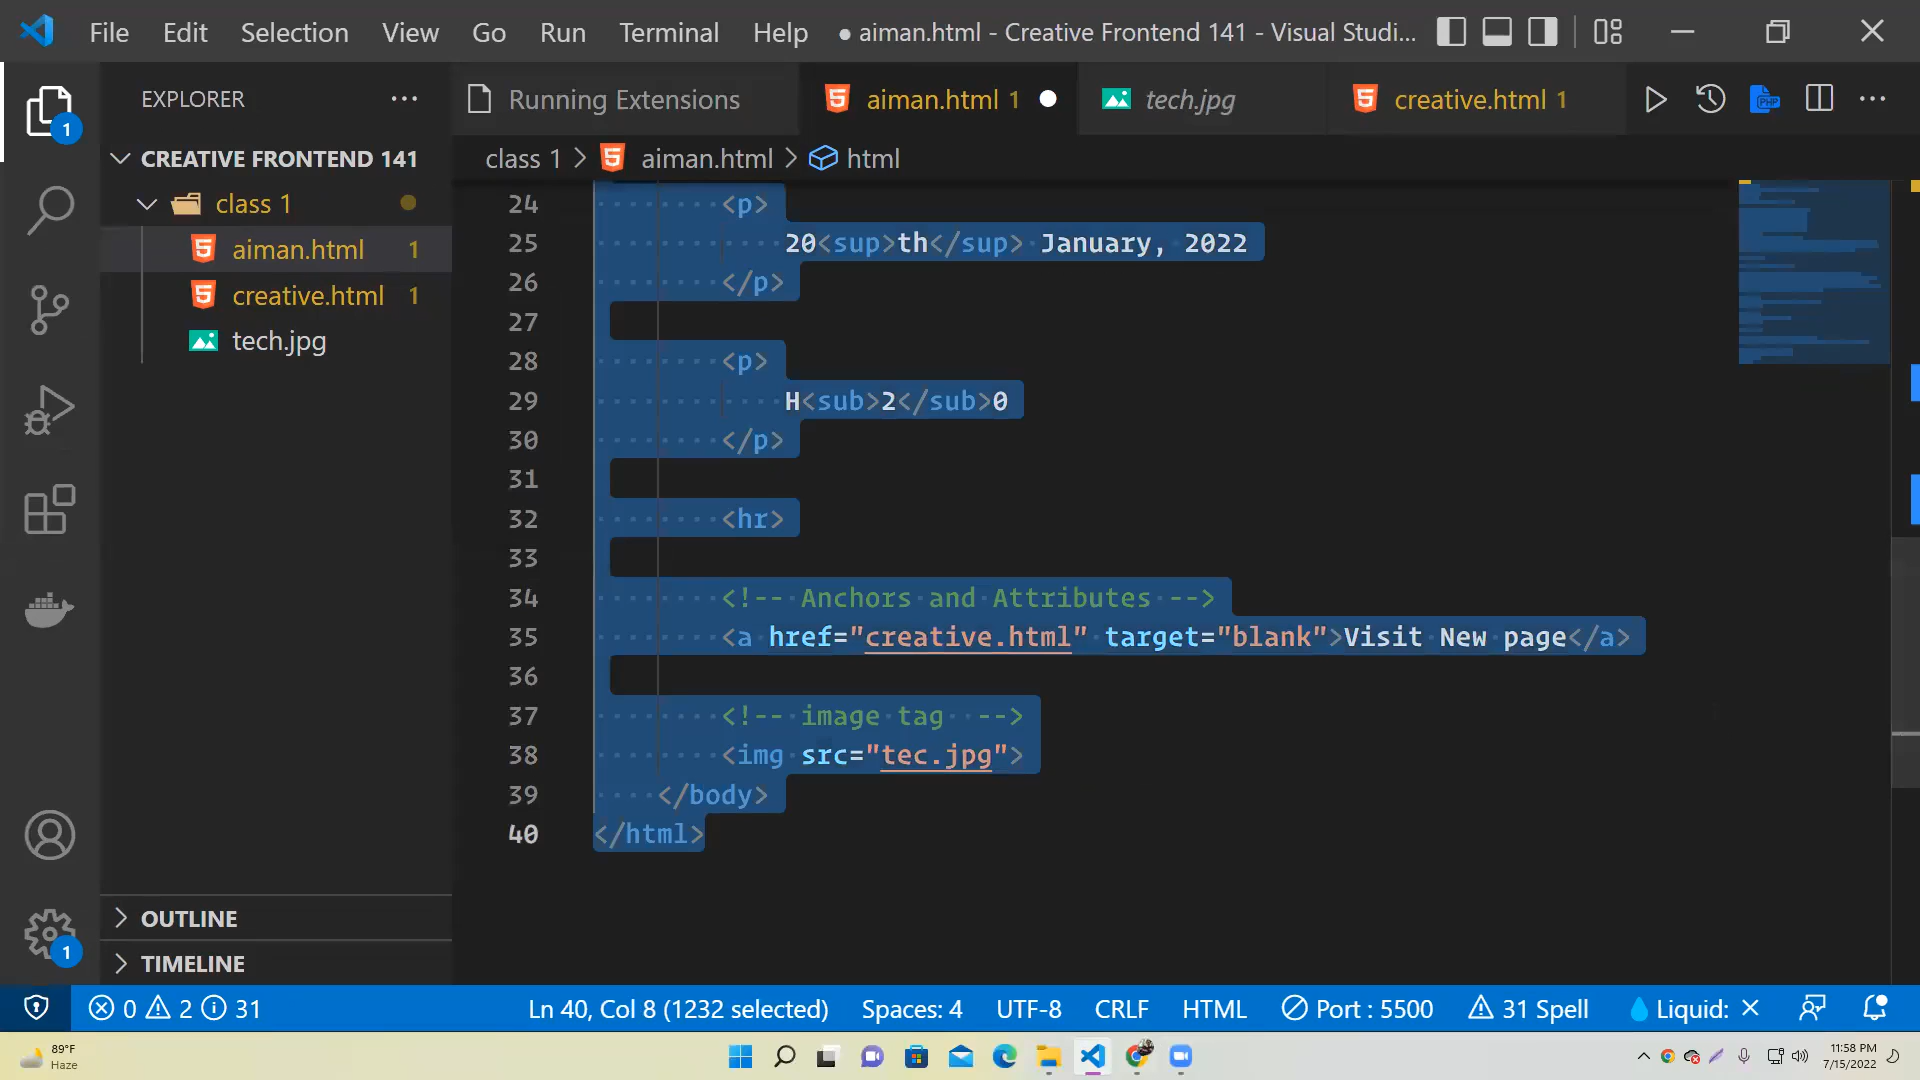 File Edit Selection View Go Run Terminal Help ● aiman.html - Creative Frontend 141 - Visual Studi...
EXPLORER ···
Running Extensions aiman.html 1 tech.jpg creative.html 1 PHP ···
1
CREATIVE FRONTEND 141
class 1 > aiman.html > html
class 1
aiman.html 1
creative.html 1
tech.jpg
24 <p>
25 20<sup>th</sup> January, 2022
26 </p>
27
28 <p>
29 H<sub>2</sub>0
30 </p>
31
32 <hr>
33
34 <!-- Anchors and Attributes -->
35 <a href="creative.html" target="blank">Visit New page</a>
36
37 <!-- image tag  -->
38 <img src="tec.jpg">
39 </body>
40 </html>
OUTLINE
1
TIMELINE
0 2 31 Ln 40, Col 8 (1232 selected) Spaces: 4 UTF-8 CRLF HTML Port : 5500 31 Spell Liquid: ✕
89°F
Haze
11:58 PM
7/15/2022